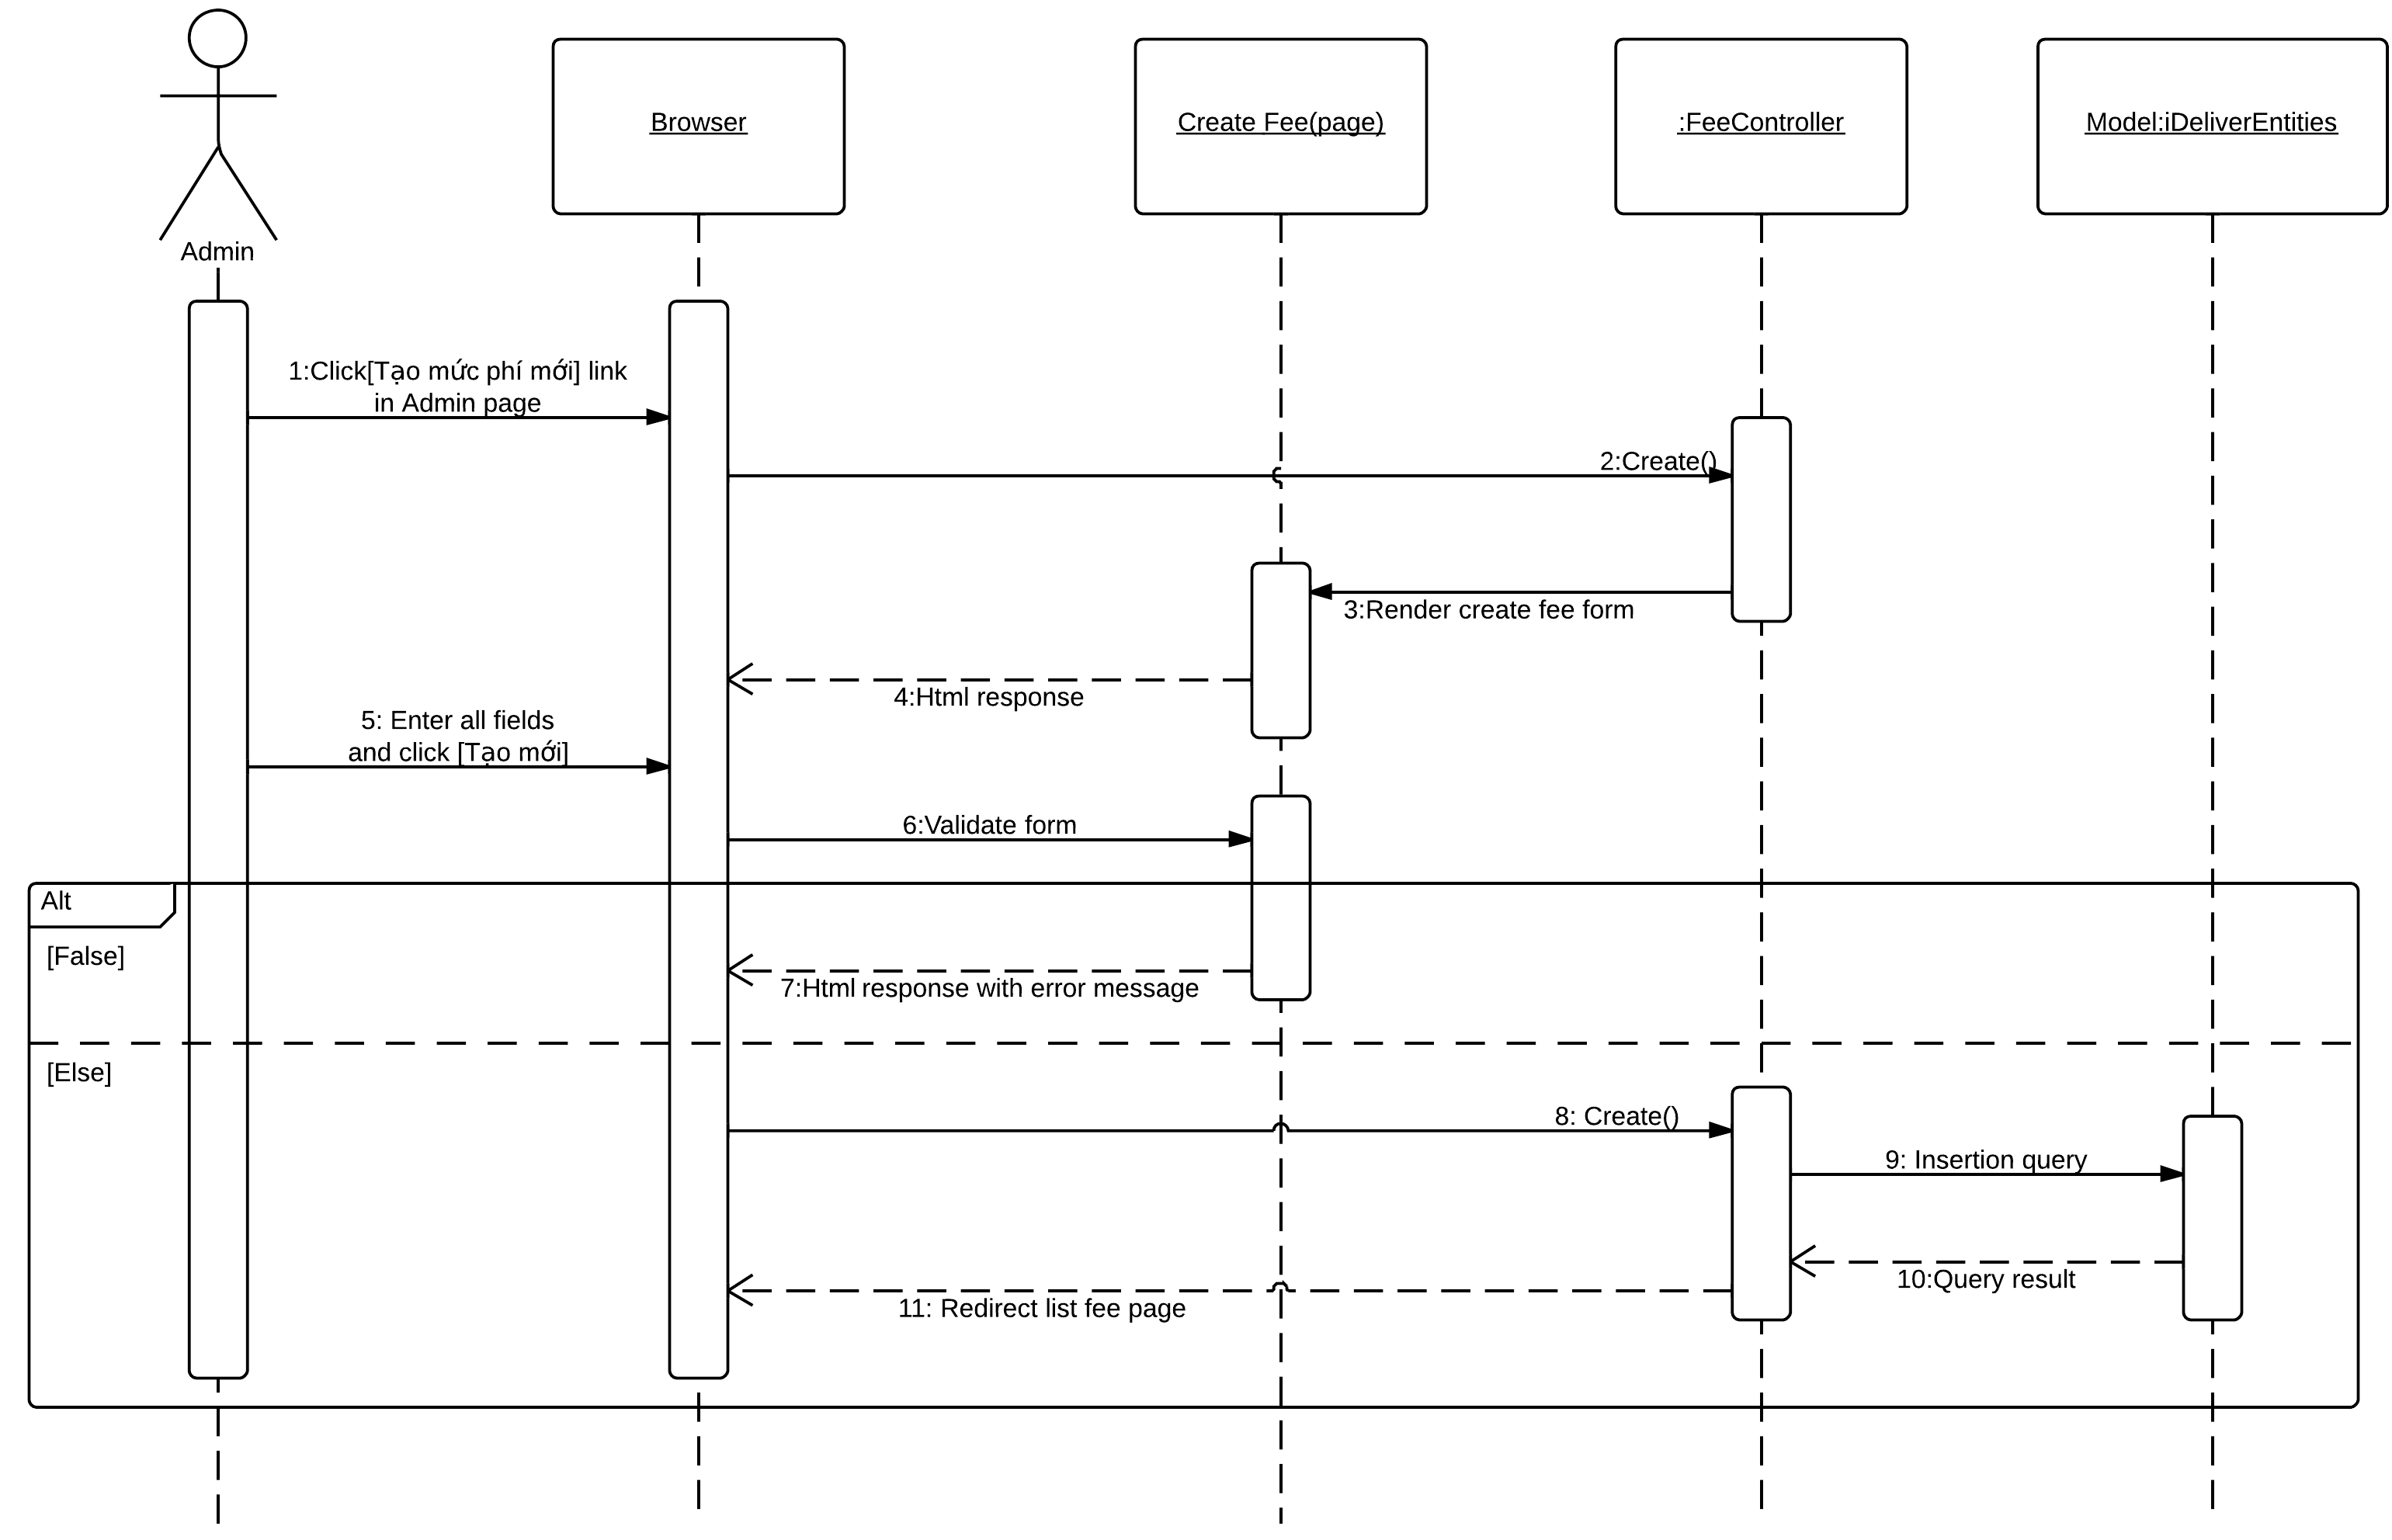 Browser
Create Fee(page)
:FeeController
Model:iDeliverEntities
Admin
1:Click[Tạo mức phí mới] link
in Admin page
2:Create()
3:Render create fee form
4:Html response
5: Enter all fields
and click [Tạo mới]
6:Validate form
Alt
[False]
7:Html response with error message
[Else]
8: Create()
9: Insertion query
10:Query result
11: Redirect list fee page